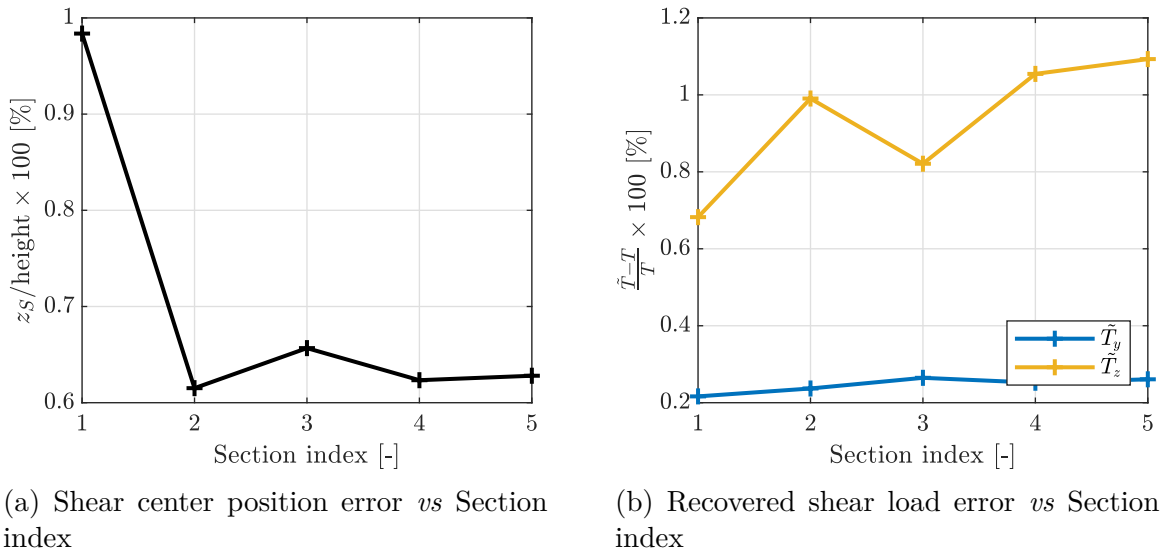 1
0.9
0.8
0.7
0.6
1 2 3 4 5
z_S/height × 100 [%]
Section index [-]
(a) Shear center position error vs Section
index
1.2
1
0.8
0.6
0.4
0.2
1 2 3 4 5
\frac{\tilde{T}-T}{T} × 100 [%]
T̃_y
T̃_z
Section index [-]
(b) Recovered shear load error vs Section
index